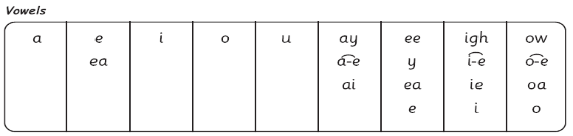 Vowels
a e i o u ay ee igh ow
ea a-e y i-e o-e
ai ea ie oa
e i o